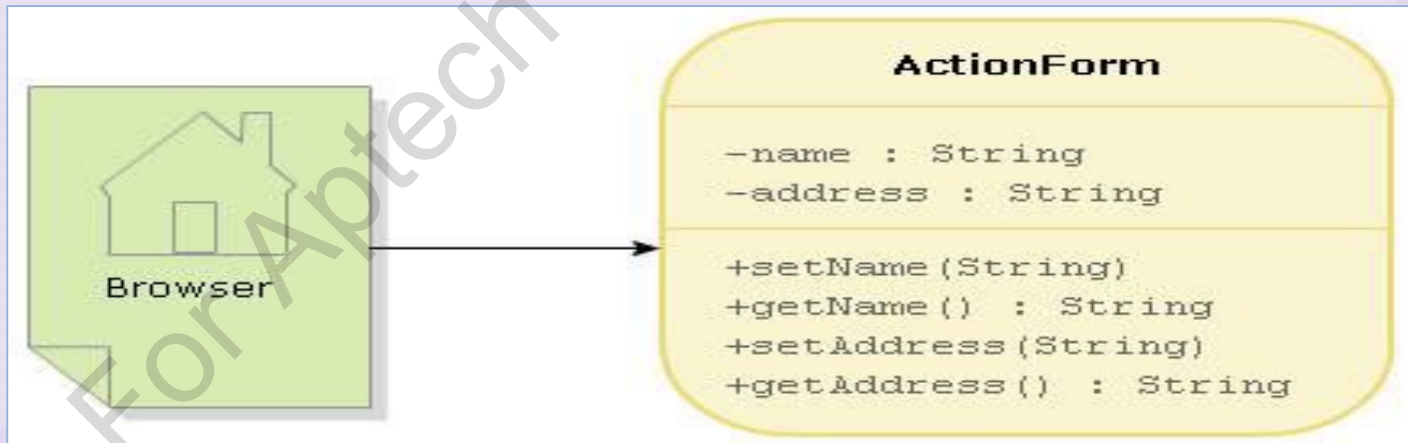 For Aptech
Browser
ActionForm
-name : String
-address : String
+setName(String)
+getName() : String
+setAddress(String)
+getAddress() : String